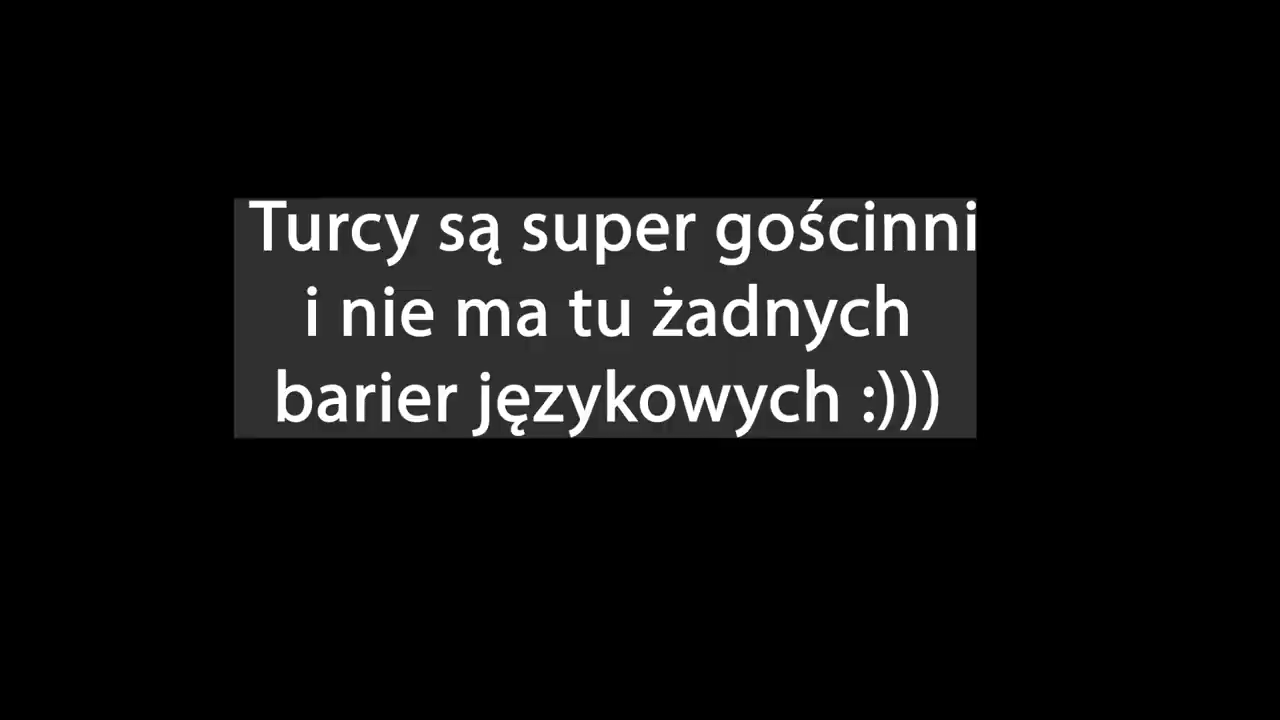 Turcy są super gościnni
i nie ma tu żadnych
barier językowych :)))